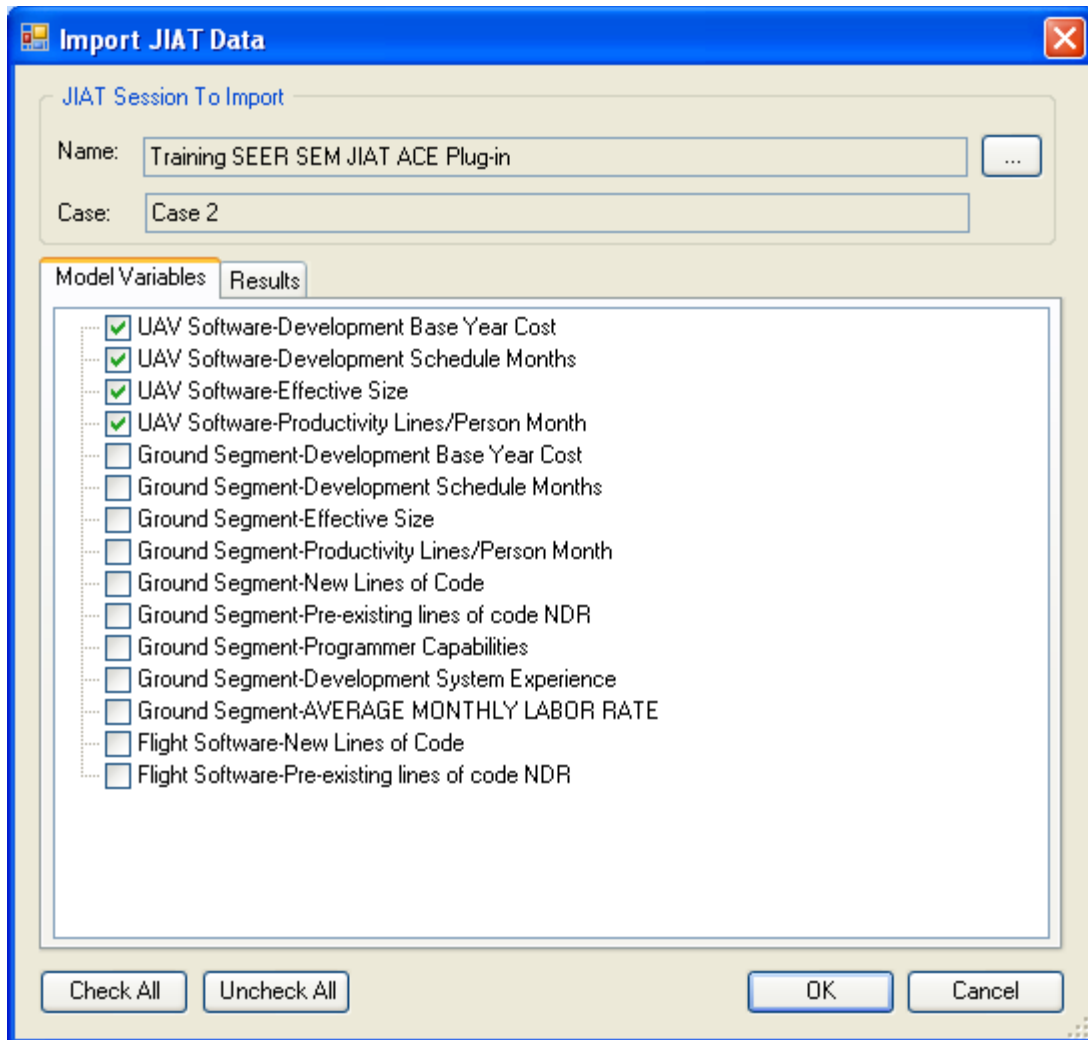 Import JIAT Data
JIAT Session To Import
Name: Training SEER SEM JIAT ACE Plug-in ...
Case: Case 2
Model Variables Results
UAV Software-Development Base Year Cost
UAV Software-Development Schedule Months
UAV Software-Effective Size
UAV Software-Productivity Lines/Person Month
Ground Segment-Development Base Year Cost
Ground Segment-Development Schedule Months
Ground Segment-Effective Size
Ground Segment-Productivity Lines/Person Month
Ground Segment-New Lines of Code
Ground Segment-Pre-existing lines of code NDR
Ground Segment-Programmer Capabilities
Ground Segment-Development System Experience
Ground Segment-AVERAGE MONTHLY LABOR RATE
Flight Software-New Lines of Code
Flight Software-Pre-existing lines of code NDR
Check All Uncheck All OK Cancel